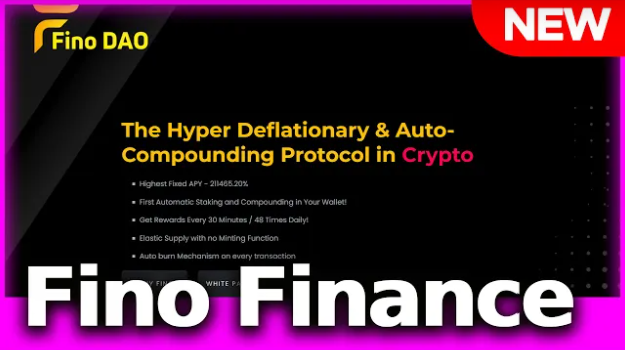 NEW
Fino DAO
The Hyper Deflationary & Auto-
Compounding Protocol in Crypto
Highest Fixed APY - 211465.20%
First Automatic Staking and Compounding in Your Wallet!
Get Rewards Every 30 Minutes / 48 Times Daily!
Elastic Supply with no Minting Function
Auto burn Mechanism on every transaction
WHITE PA
Fino Finance